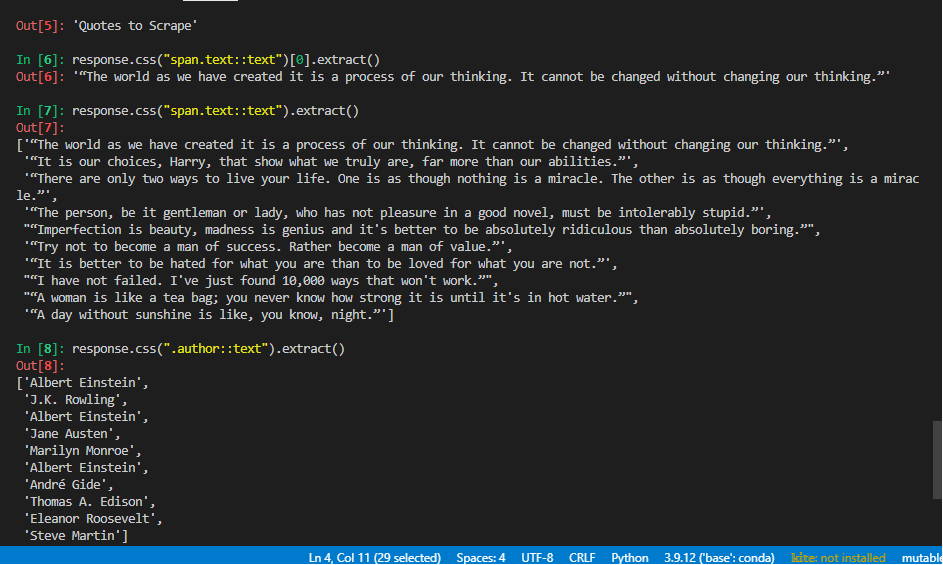 Out[5]: 'Quotes to Scrape'
In [6]: response.css("span.text::text")[0].extract()
Out[6]: '“The world as we have created it is a process of our thinking. It cannot be changed without changing our thinking.”'
In [7]: response.css("span.text::text").extract()
Out[7]:
['“The world as we have created it is a process of our thinking. It cannot be changed without changing our thinking.”',
'“It is our choices, Harry, that show what we truly are, far more than our abilities.”',
'“There are only two ways to live your life. One is as though nothing is a miracle. The other is as though everything is a mirac
le.”',
'“The person, be it gentleman or lady, who has not pleasure in a good novel, must be intolerably stupid.”',
"“Imperfection is beauty, madness is genius and it's better to be absolutely ridiculous than absolutely boring.”",
'“Try not to become a man of success. Rather become a man of value.”',
'“It is better to be hated for what you are than to be loved for what you are not.”',
"“I have not failed. I've just found 10,000 ways that won't work.”",
"“A woman is like a tea bag; you never know how strong it is until it's in hot water.”",
'“A day without sunshine is like, you know, night.”']
In [8]: response.css(".author::text").extract()
Out[8]:
['Albert Einstein',
'J.K. Rowling',
'Albert Einstein',
'Jane Austen',
'Marilyn Monroe',
'Albert Einstein',
'André Gide',
'Thomas A. Edison',
'Eleanor Roosevelt',
'Steve Martin']
Ln 4, Col 11 (29 selected) Spaces: 4 UTF-8 CRLF Python 3.9.12 ('base': conda) kite: not installed mutable